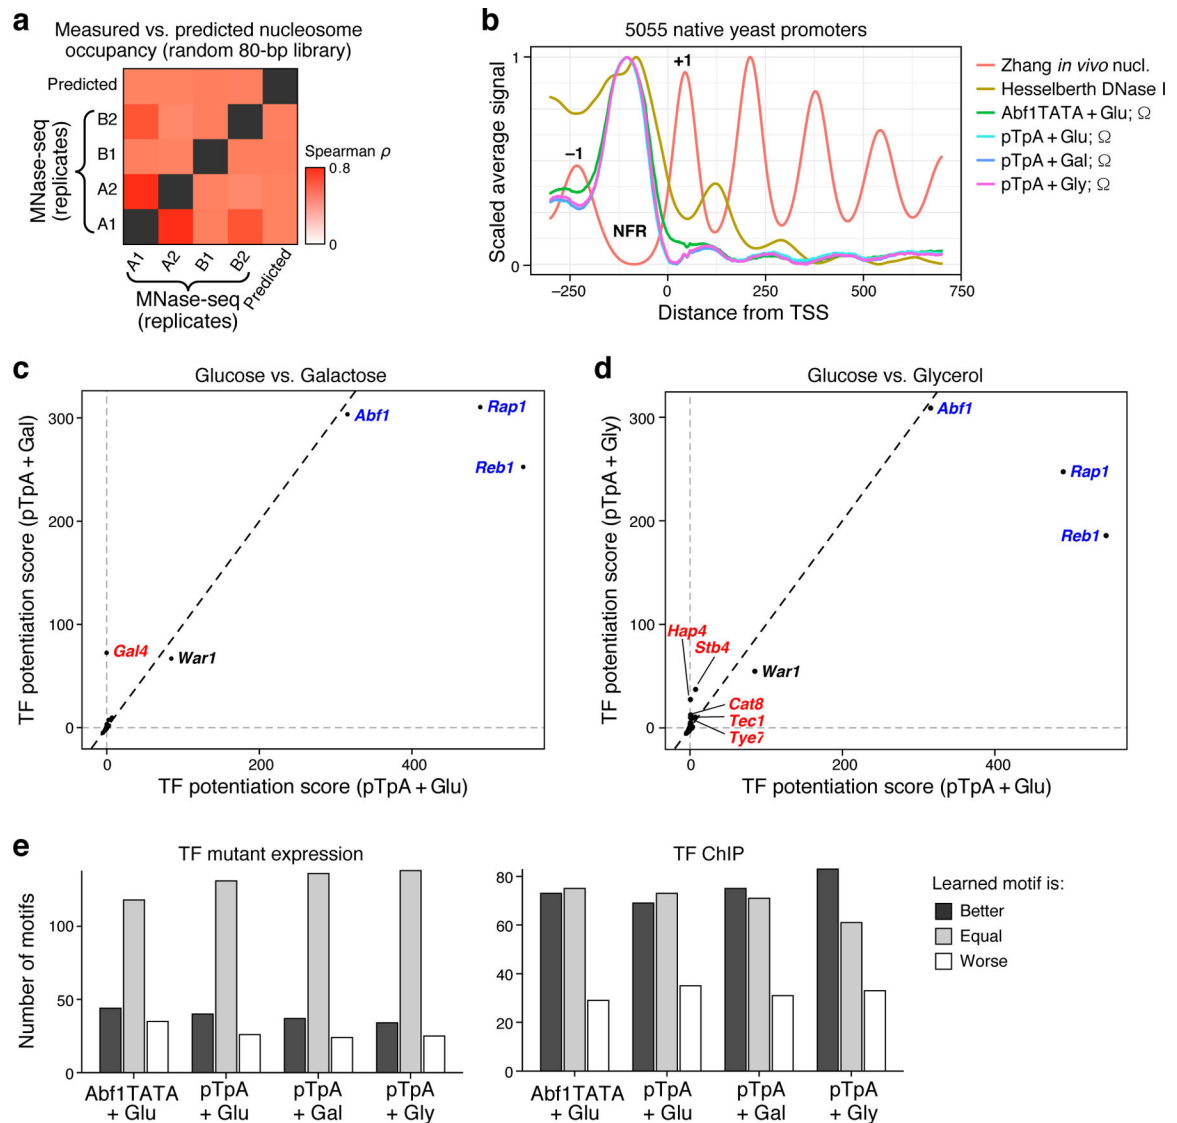 a
Measured vs. predicted nucleosome
occupancy (random 80-bp library)
Predicted
B2
B1
A2
A1
MNase-seq
(replicates)
A1
A2
B1
B2
Predicted
MNase-seq
(replicates)
Spearman ρ
0.8
0
b
5055 native yeast promoters
Scaled average signal
1
0
–1
NFR
+1
−250
0
250
500
750
Distance from TSS
Zhang in vivo nucl.
Hesselberth DNase I
Abf1TATA + Glu; Ω
pTpA + Glu; Ω
pTpA + Gal; Ω
pTpA + Gly; Ω
c
Glucose vs. Galactose
TF potentiation score (pTpA + Gal)
300
200
100
0
Abf1
Rap1
Reb1
Gal4
War1
0
200
400
TF potentiation score (pTpA + Glu)
d
Glucose vs. Glycerol
TF potentiation score (pTpA + Gly)
300
200
100
0
Abf1
Rap1
Reb1
Hap4
Stb4
War1
Cat8
Tec1
Tye7
0
200
400
TF potentiation score (pTpA + Glu)
e
TF mutant expression
Number of motifs
100
50
0
Abf1TATA
+ Glu
pTpA
+ Glu
pTpA
+ Gal
pTpA
+ Gly
TF ChIP
80
60
40
20
0
Abf1TATA
+ Glu
pTpA
+ Glu
pTpA
+ Gal
pTpA
+ Gly
Learned motif is:
Better
Equal
Worse